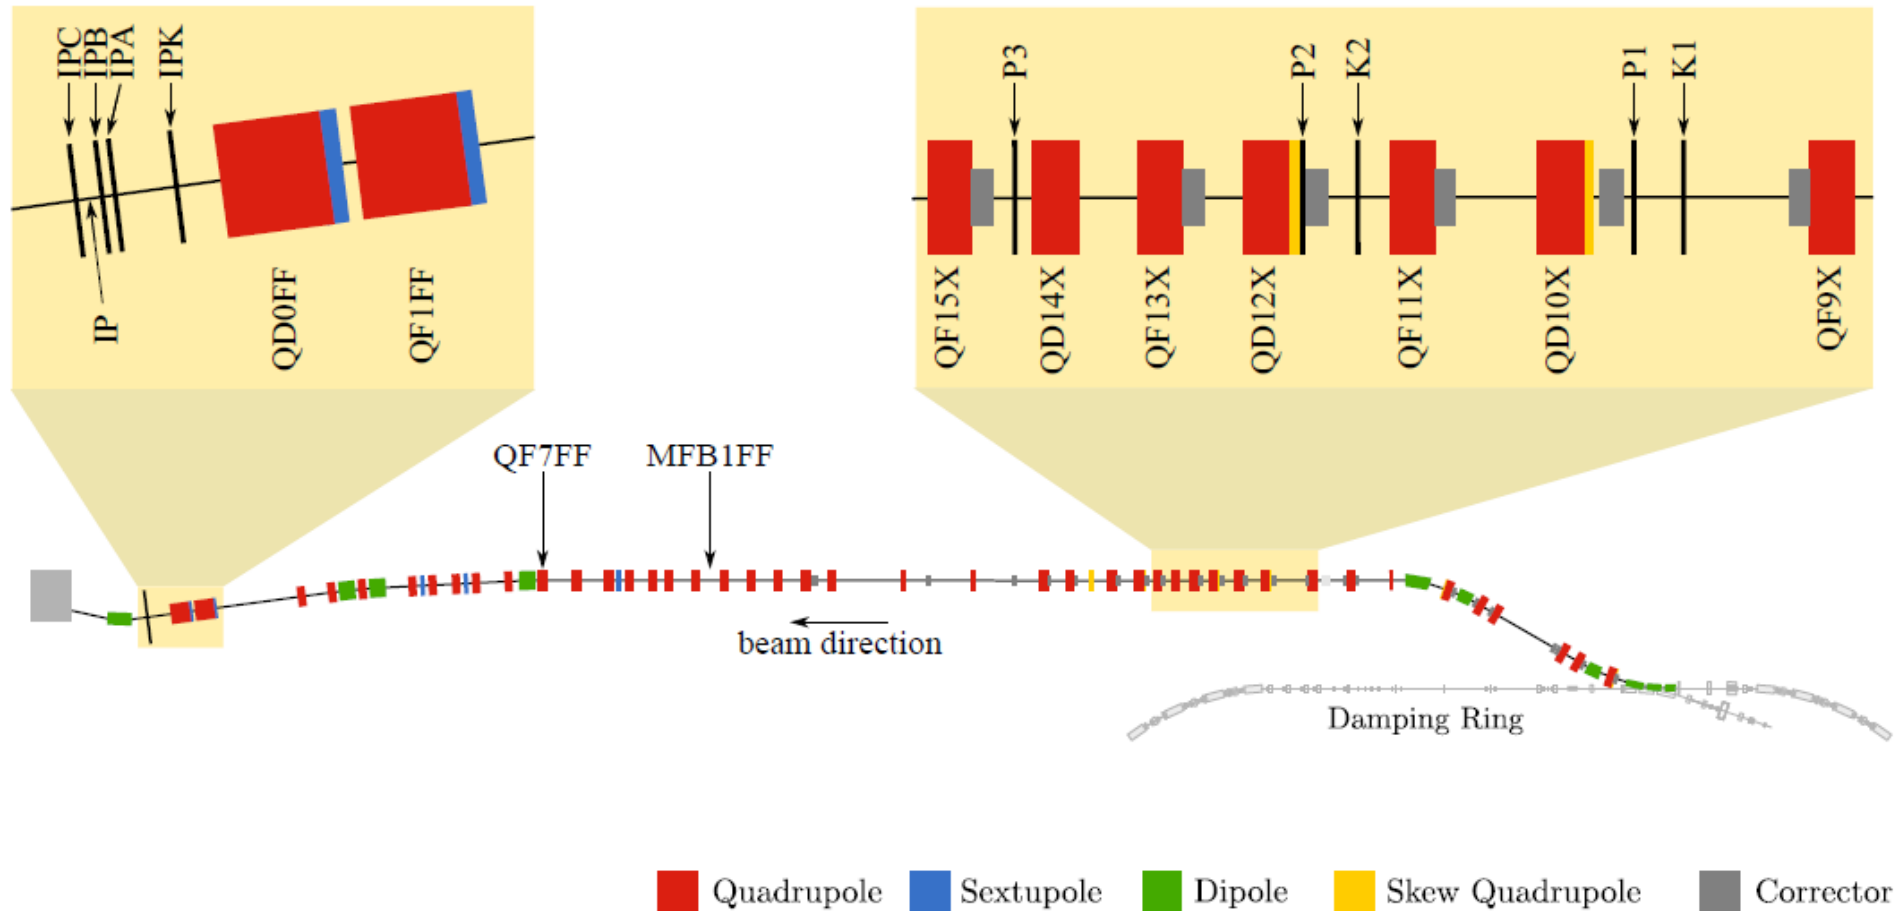 IPC
IPB
IPA
IPK
IP
QD0FF
QF1FF
P3
P2
K2
P1
K1
QF15X
QD14X
QF13X
QD12X
QF11X
QD10X
QF9X
QF7FF
MFB1FF
beam direction
Damping Ring
Quadrupole
Sextupole
Dipole
Skew Quadrupole
Corrector